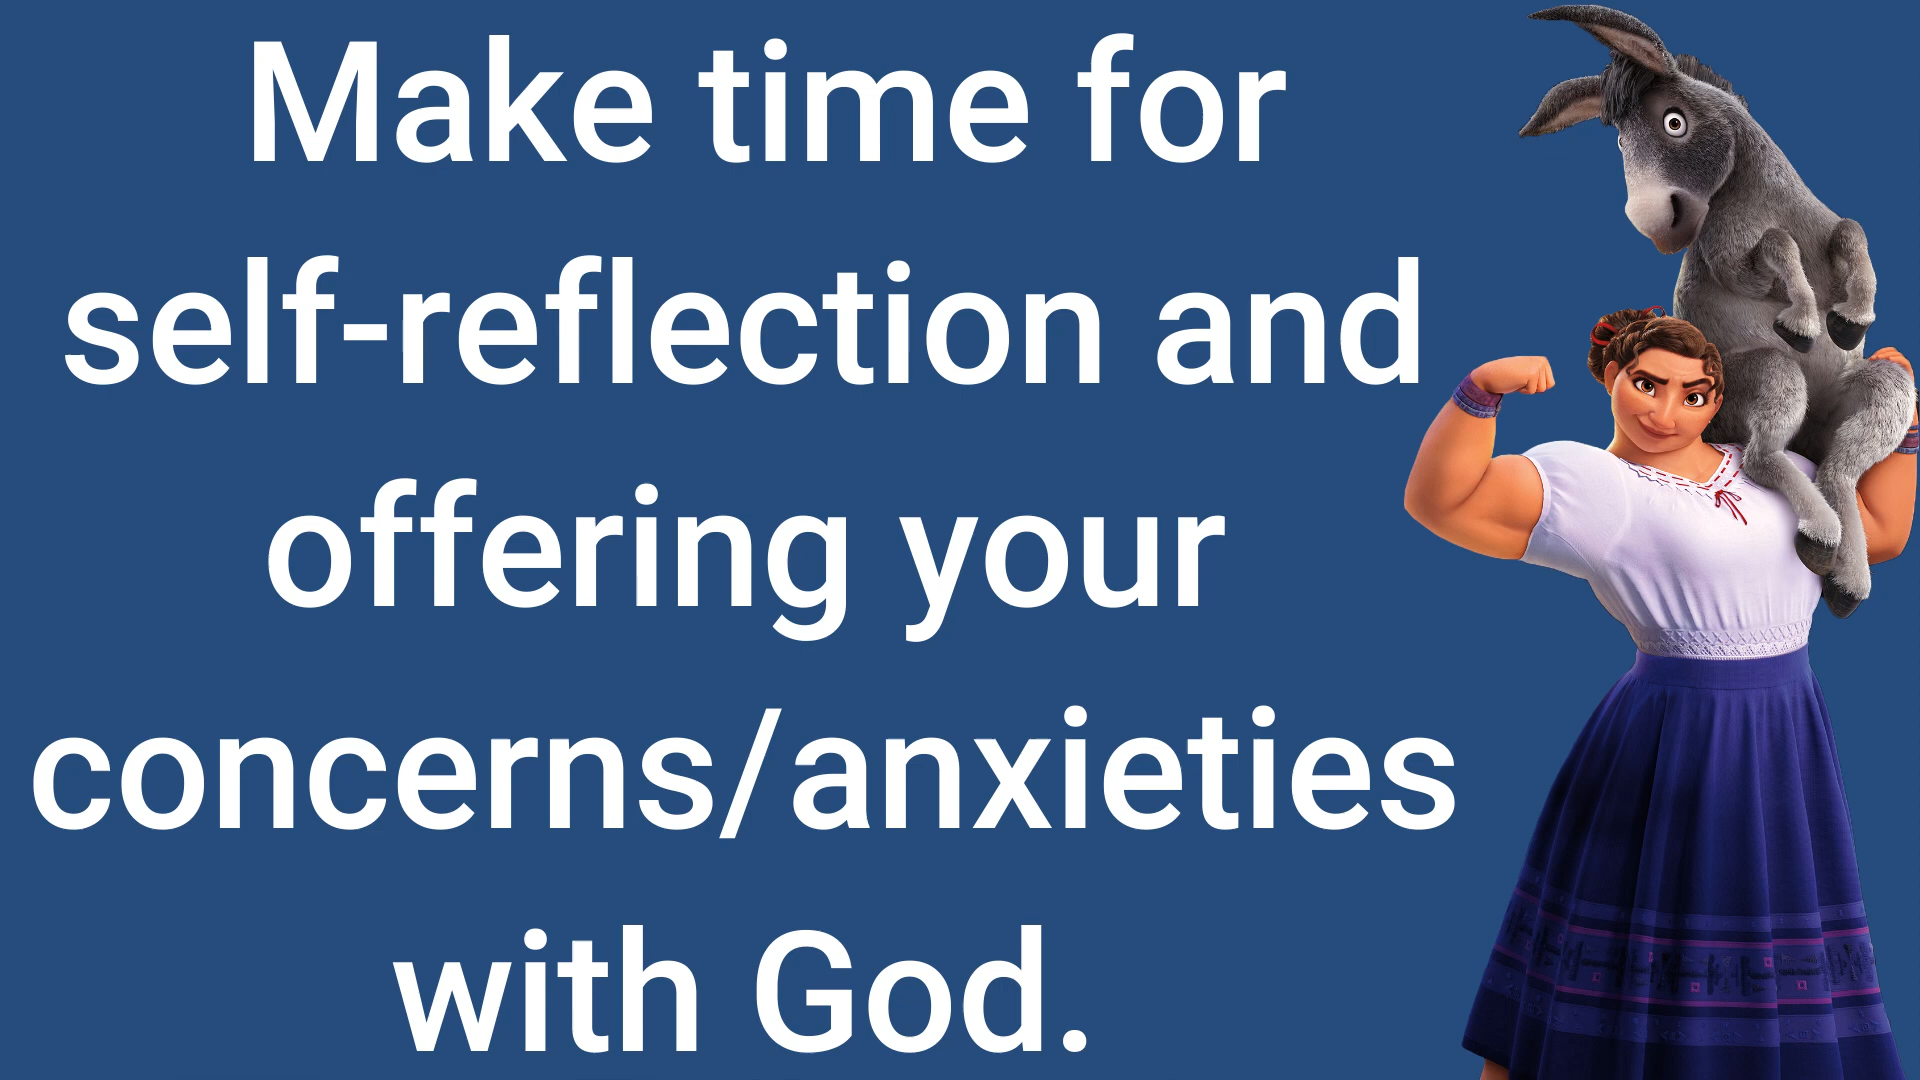 Make time for
self-reflection and
offering your
concerns/anxieties
with God.